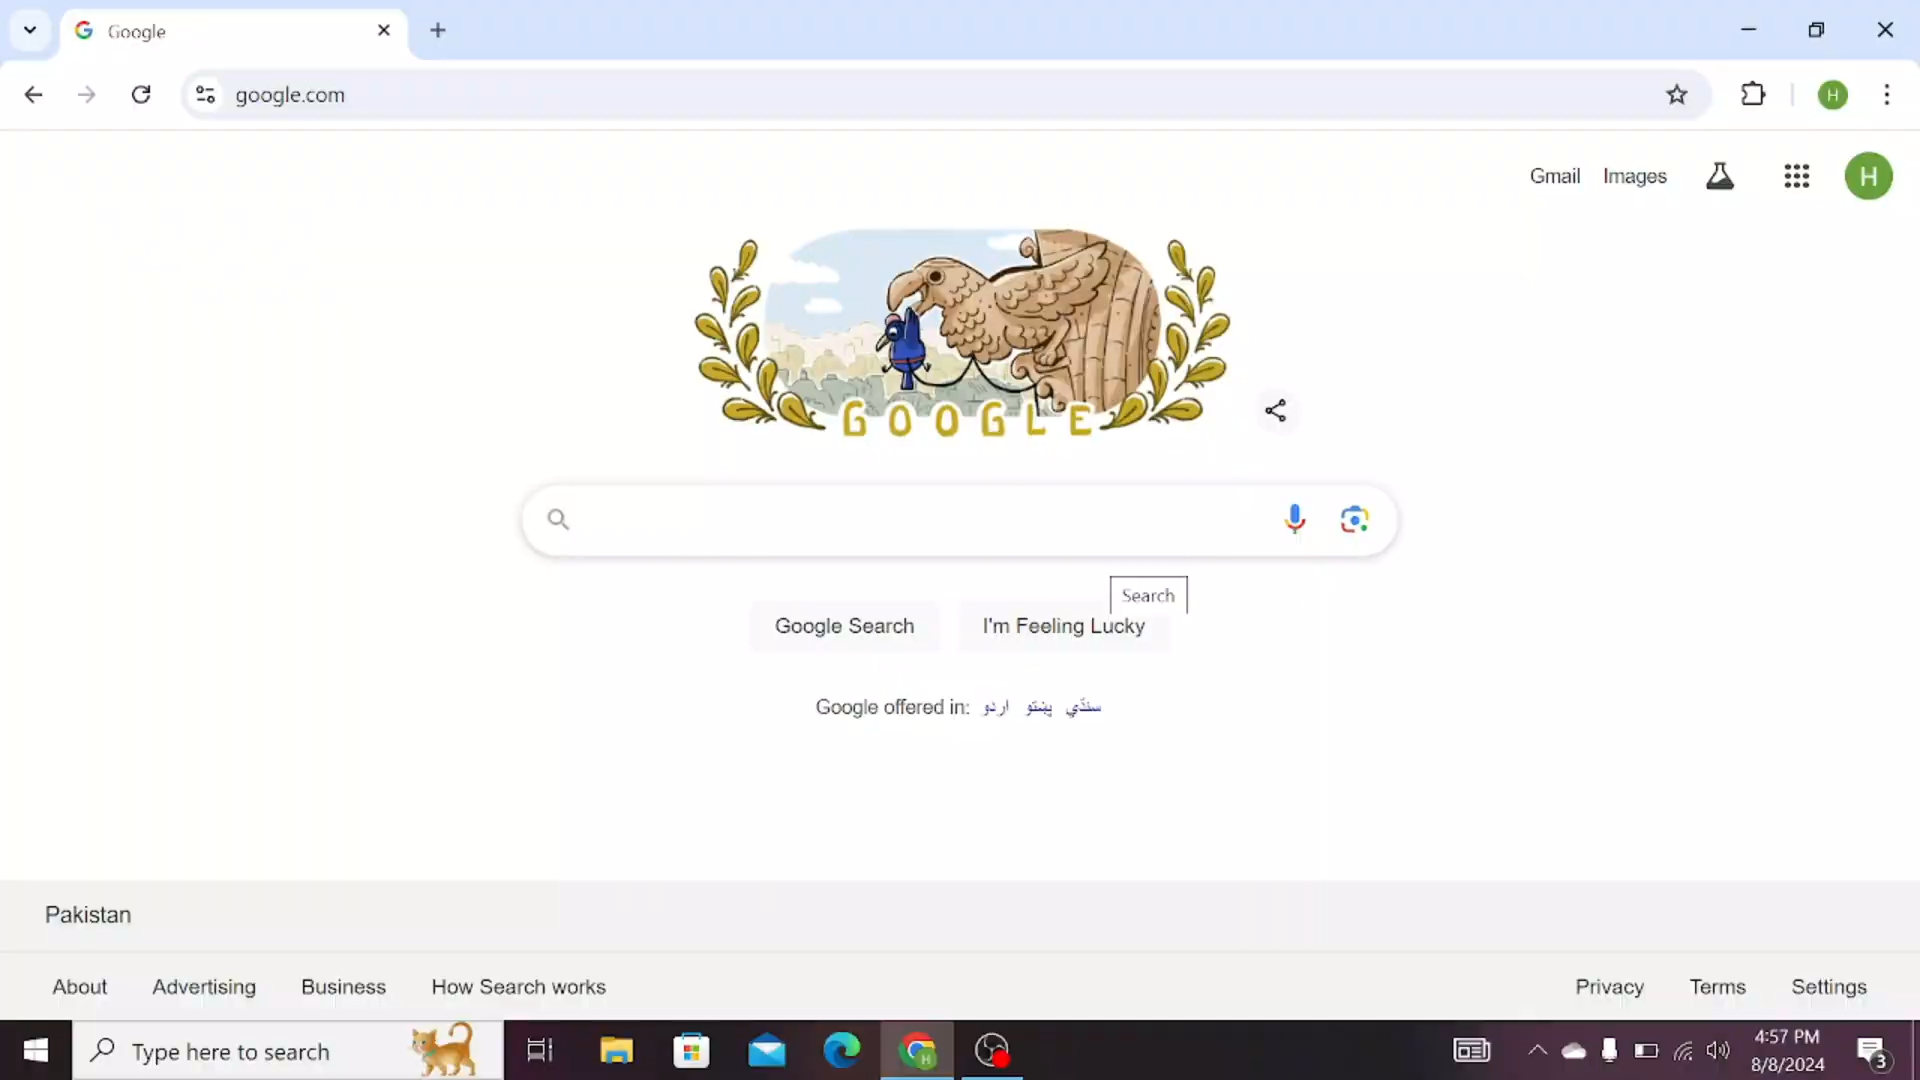 Google
google.com
H
Gmail Images
H
GOOGLE
Search
Google Search I'm Feeling Lucky
Google offered in: اردو پښتو سنڌي
Pakistan
About Advertising Business How Search works Privacy Terms Settings
Type here to search
H
4:57 PM
8/8/2024
3